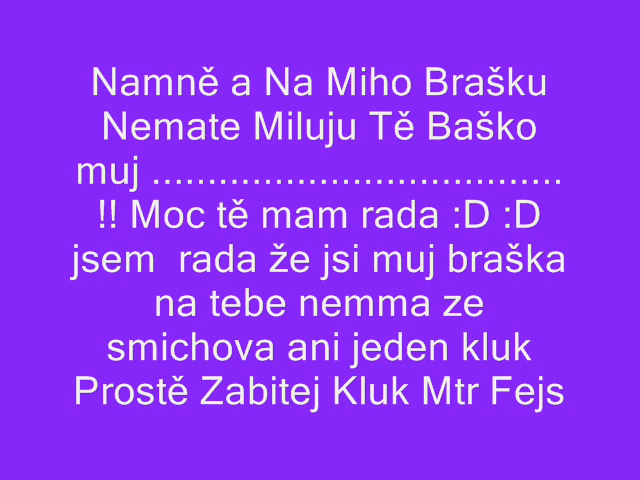 Namně a Na Miho Brašku
Nemate Miluju Tě Baško
muj .....................................
!! Moc tě mam rada :D :D
jsem  rada že jsi muj braška
na tebe nemma ze
smichova ani jeden kluk
Prostě Zabitej Kluk Mtr Fejs